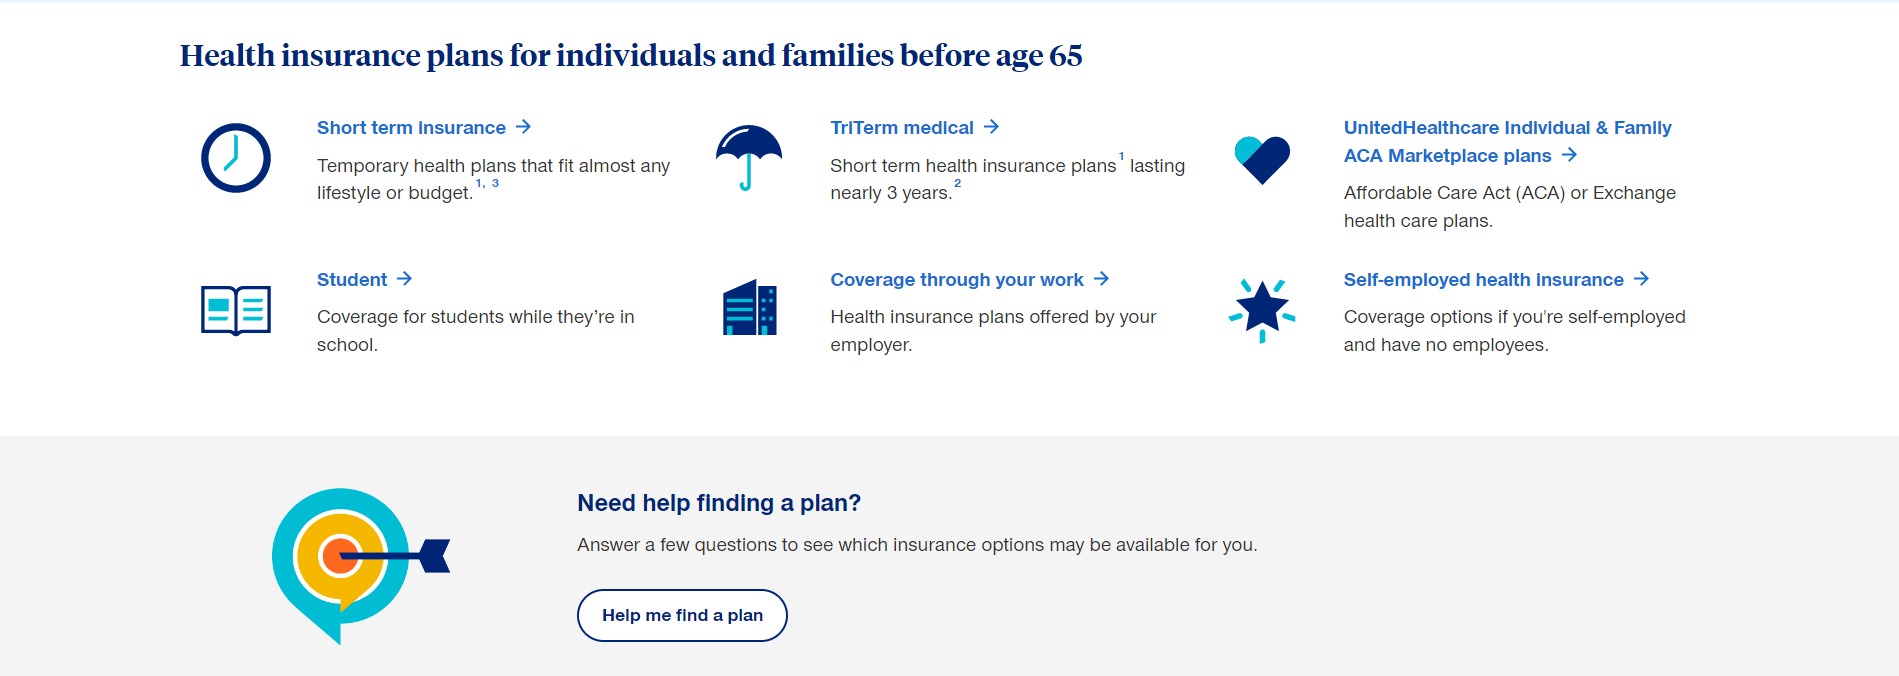 Health insurance plans for individuals and families before age 65
Short term insurance
Temporary health plans that fit almost any
lifestyle or budget.1, 3
TriTerm medical
Short term health insurance plans1 lasting
nearly 3 years.2
UnitedHealthcare Individual & Family
ACA Marketplace plans
Affordable Care Act (ACA) or Exchange
health care plans.
Student
Coverage for students while they’re in
school.
Coverage through your work
Health insurance plans offered by your
employer.
Self-employed health insurance
Coverage options if you're self-employed
and have no employees.
Need help finding a plan?
Answer a few questions to see which insurance options may be available for you.
Help me find a plan